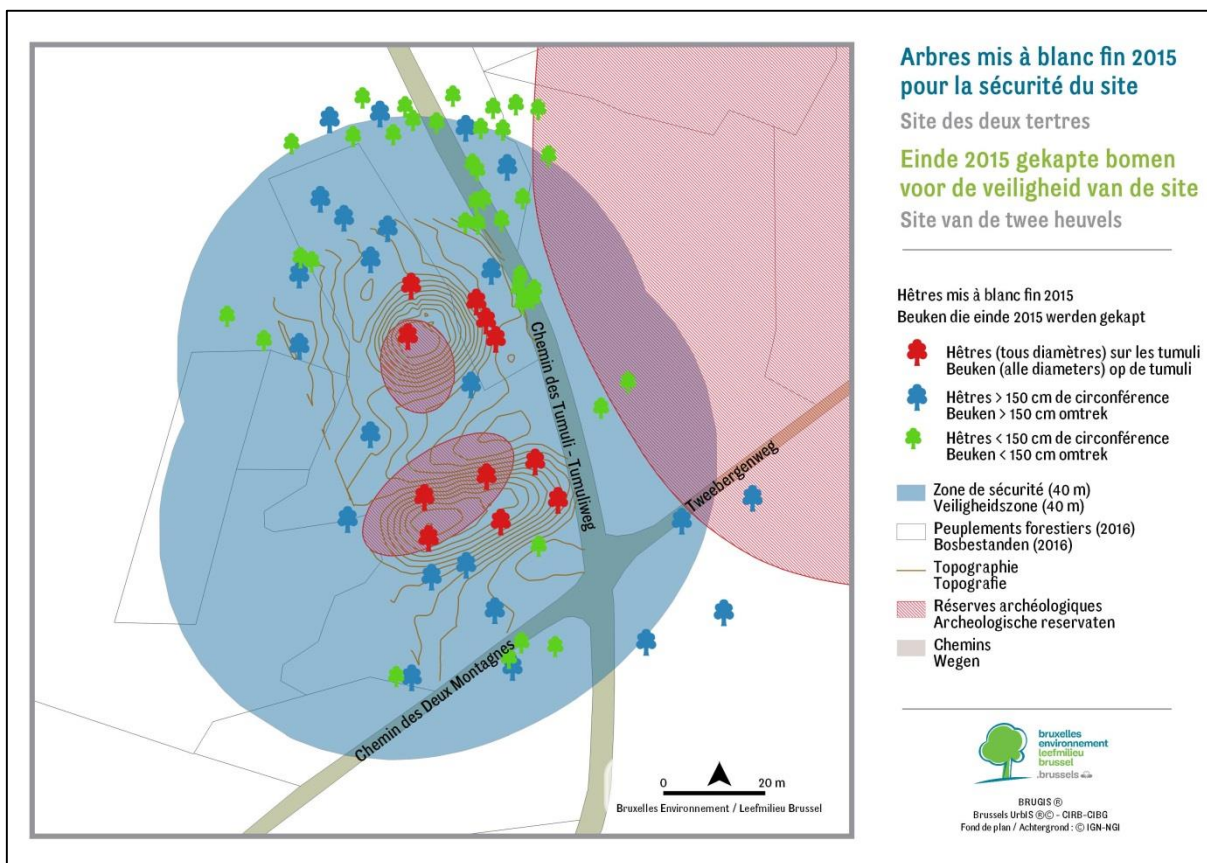 Arbres mis à blanc fin 2015
pour la sécurité du site
Site des deux tertres
Einde 2015 gekapte bomen
voor de veiligheid van de site
Site van de twee heuvels
Hêtres mis à blanc fin 2015
Beuken die einde 2015 werden gekapt
Hêtres (tous diamètres) sur les tumuli
Beuken (alle diameters) op de tumuli
Hêtres > 150 cm de circonférence
Beuken > 150 cm omtrek
Hêtres < 150 cm de circonférence
Beuken < 150 cm omtrek
Zone de sécurité (40 m)
Veiligheidszone (40 m)
Peuplements forestiers (2016)
Bosbestanden (2016)
Topographie
Topografie
Réserves archéologiques
Archeologische reservaten
Chemins
Wegen
Chemin des Tumuli - Tumuliweg
Tweebergenweg
Chemin des Deux Montagnes
0 20 m
Bruxelles Environnement / Leefmilieu Brussel
bruxelles
environnement
leefmilieu
brussel
.brussels
BRUGIS ®
Brussels UrbIS ®© - CIRB-CIBG
Fond de plan / Achtergrond : © IGN-NGI